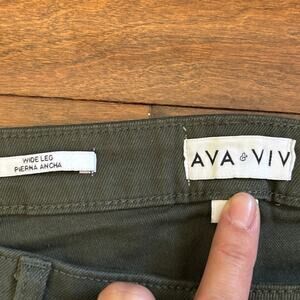 WIDE LEG
PIERNA ANCHA
AVA & VIV